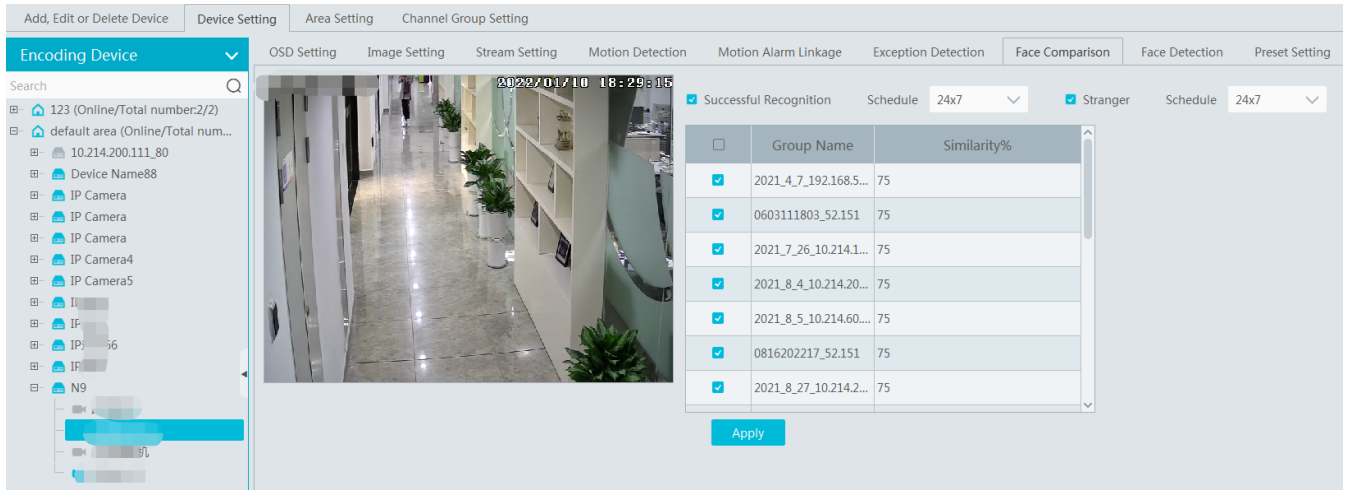 Add, Edit or Delete Device Device Setting Area Setting Channel Group Setting
Encoding Device
OSD Setting Image Setting Stream Setting Motion Detection Motion Alarm Linkage Exception Detection Face Comparison Face Detection Preset Setting
Search
123 (Online/Total number:2/2)
default area (Online/Total num...
10.214.200.111_80
Device Name88
IP Camera
IP Camera
IP Camera
IP Camera4
IP Camera5
N9
机
2022/01/10 18:29:15
Successful Recognition Schedule 24x7 Stranger Schedule 24x7
Group Name Similarity%
2021_4_7_192.168.5... 75
0603111803_52.151 75
2021_7_26_10.214.1... 75
2021_8_4_10.214.20... 75
2021_8_5_10.214.60.... 75
0816202217_52.151 75
2021_8_27_10.214.2... 75
Apply